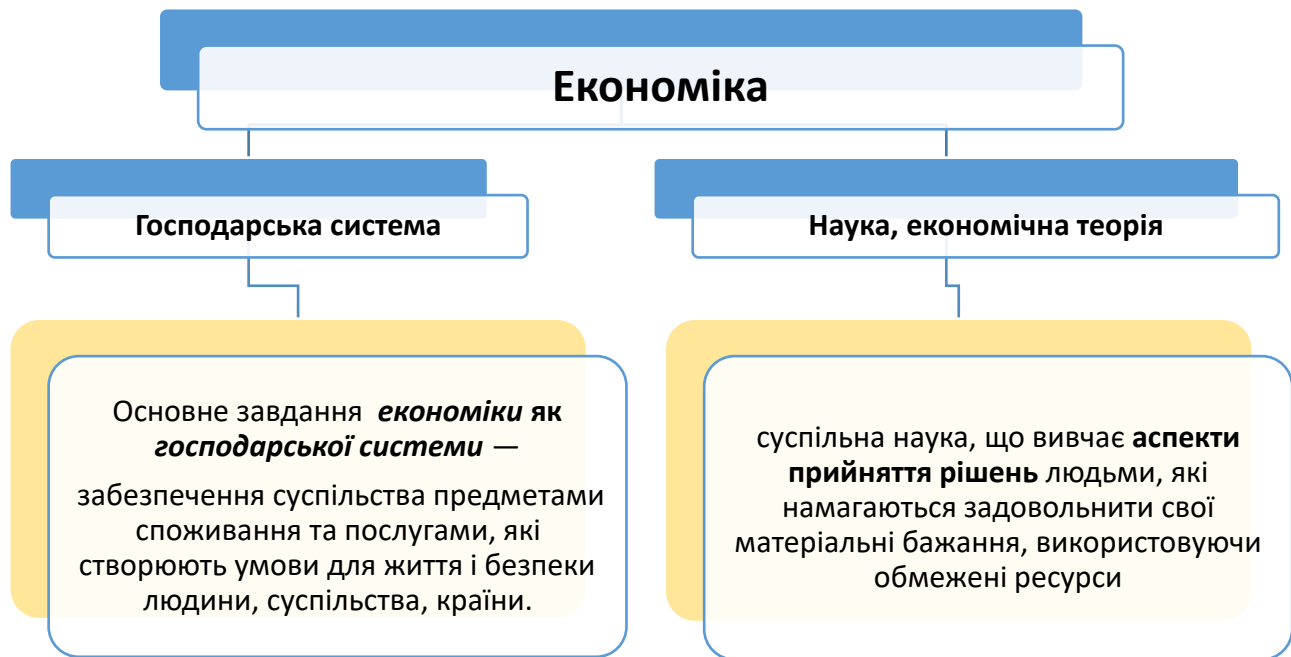 Економіка
Господарська система
Наука, економічна теорія
Основне завдання економіки як
господарської системи —
забезпечення суспільства предметами
споживання та послугами, які
створюють умови для життя і безпеки
людини, суспільства, країни.
суспільна наука, що вивчає аспекти
прийняття рішень людьми, які
намагаються задовольнити свої
матеріальні бажання, використовуючи
обмежені ресурси